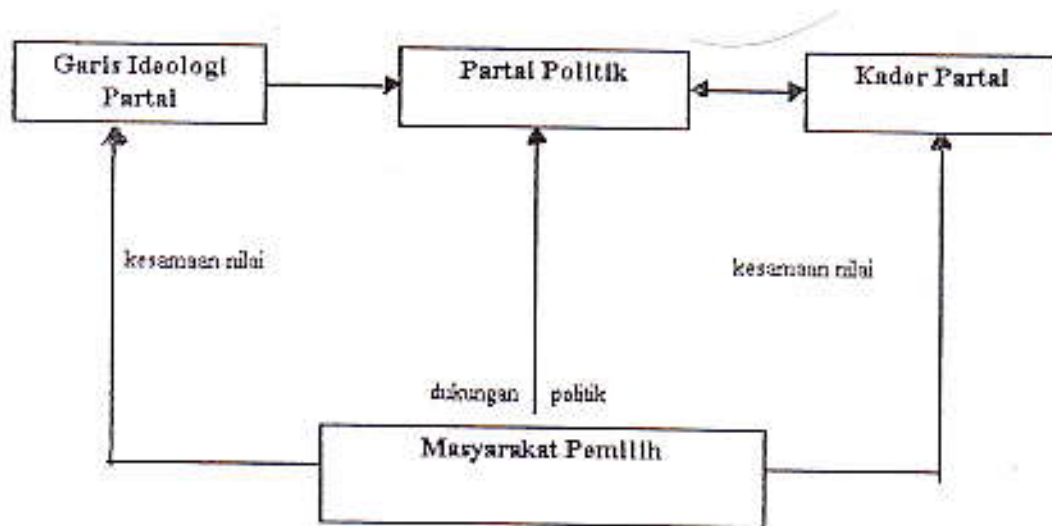 Garis Ideologi
Partai
Partai Politik
Kader Partai
kesamaan nilai
kesamaan nilai
dukungan politik
Masyarakat Pemilih